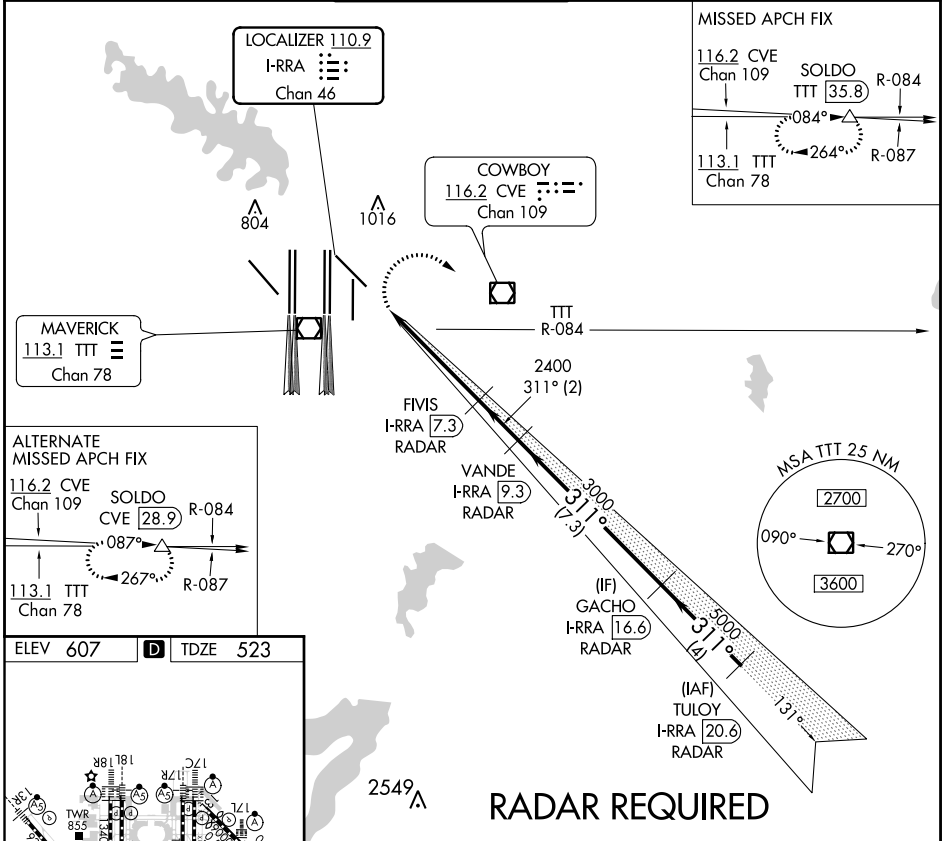 LOCALIZER 110.9
I-RRA
Chan 46
MISSED APCH FIX
116.2 CVE
Chan 109
SOLDO
TTT 35.8
R-084
084°
264°
R-087
113.1 TTT
Chan 78
COWBOY
116.2 CVE
Chan 109
804
1016
MAVERICK
113.1 TTT
Chan 78
TTT
R-084
2400
311° (2)
FIVIS
I-RRA 7.3
RADAR
VANDE
I-RRA 9.3
RADAR
3000
311°
(7.3)
(IF)
GACHO
I-RRA 16.6
RADAR
5000
311°
(4)
(IAF)
TULOY
I-RRA 20.6
RADAR
131°
MSA TTT 25 NM
2700
090°
270°
3600
ALTERNATE
MISSED APCH FIX
116.2 CVE
Chan 109
SOLDO
CVE 28.9
R-084
087°
267°
R-087
113.1 TTT
Chan 78
ELEV 607
D
TDZE 523
18R
18L
17R
17C
13R
17L
A
A5
A5
A
A5
A
P
P
P
TWR
855
2549
RADAR REQUIRED